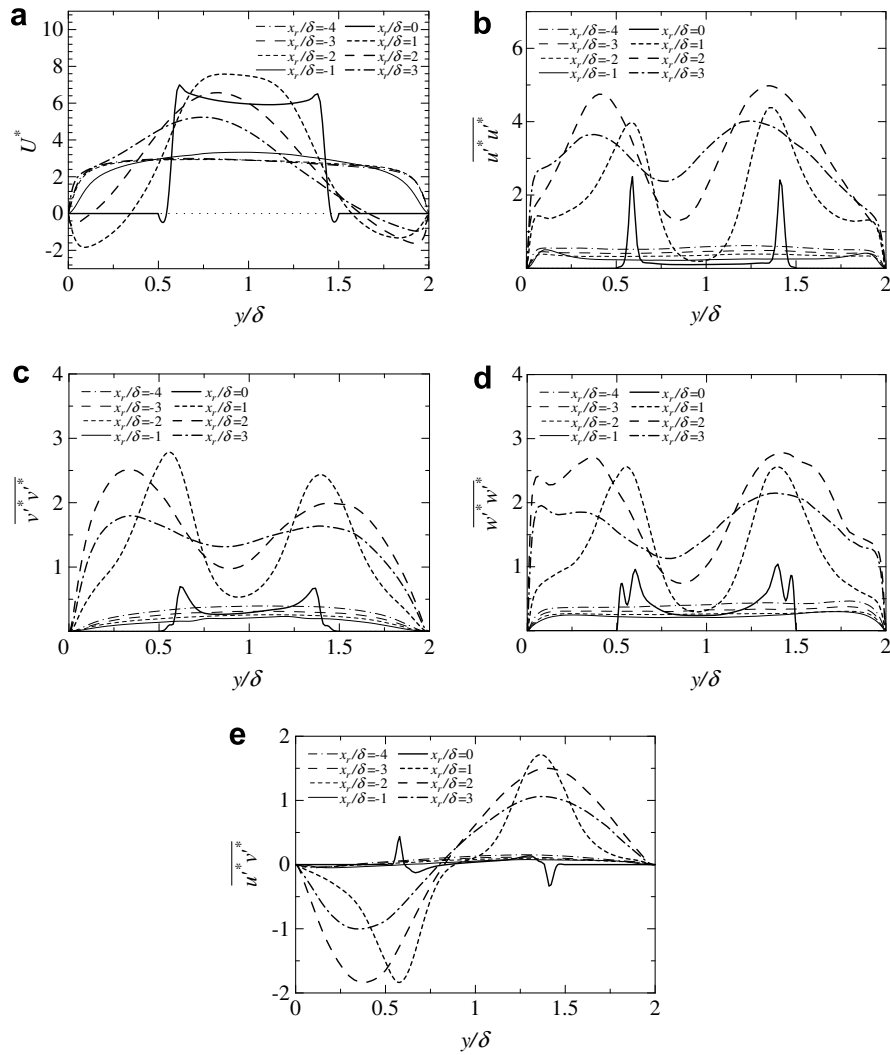 a
10
8
6
4
2
0
-2
U*
x_r/δ=-4
x_r/δ=-3
x_r/δ=-2
x_r/δ=-1
x_r/δ=0
x_r/δ=1
x_r/δ=2
x_r/δ=3
0 0.5 1 1.5 2
y/δ
b
6
4
2
u'* u'*
x_r/δ=-4
x_r/δ=-3
x_r/δ=-2
x_r/δ=-1
x_r/δ=0
x_r/δ=1
x_r/δ=2
x_r/δ=3
0 0.5 1 1.5 2
y/δ
c
4
3
2
1
v'* v'*
x_r/δ=-4
x_r/δ=-3
x_r/δ=-2
x_r/δ=-1
x_r/δ=0
x_r/δ=1
x_r/δ=2
x_r/δ=3
0 0.5 1 1.5 2
y/δ
d
4
3
2
1
w'* w'*
x_r/δ=-4
x_r/δ=-3
x_r/δ=-2
x_r/δ=-1
x_r/δ=0
x_r/δ=1
x_r/δ=2
x_r/δ=3
0 0.5 1 1.5 2
y/δ
e
2
1
0
-1
-2
u'* v'*
x_r/δ=-4
x_r/δ=-3
x_r/δ=-2
x_r/δ=-1
x_r/δ=0
x_r/δ=1
x_r/δ=2
x_r/δ=3
0 0.5 1 1.5 2
y/δ